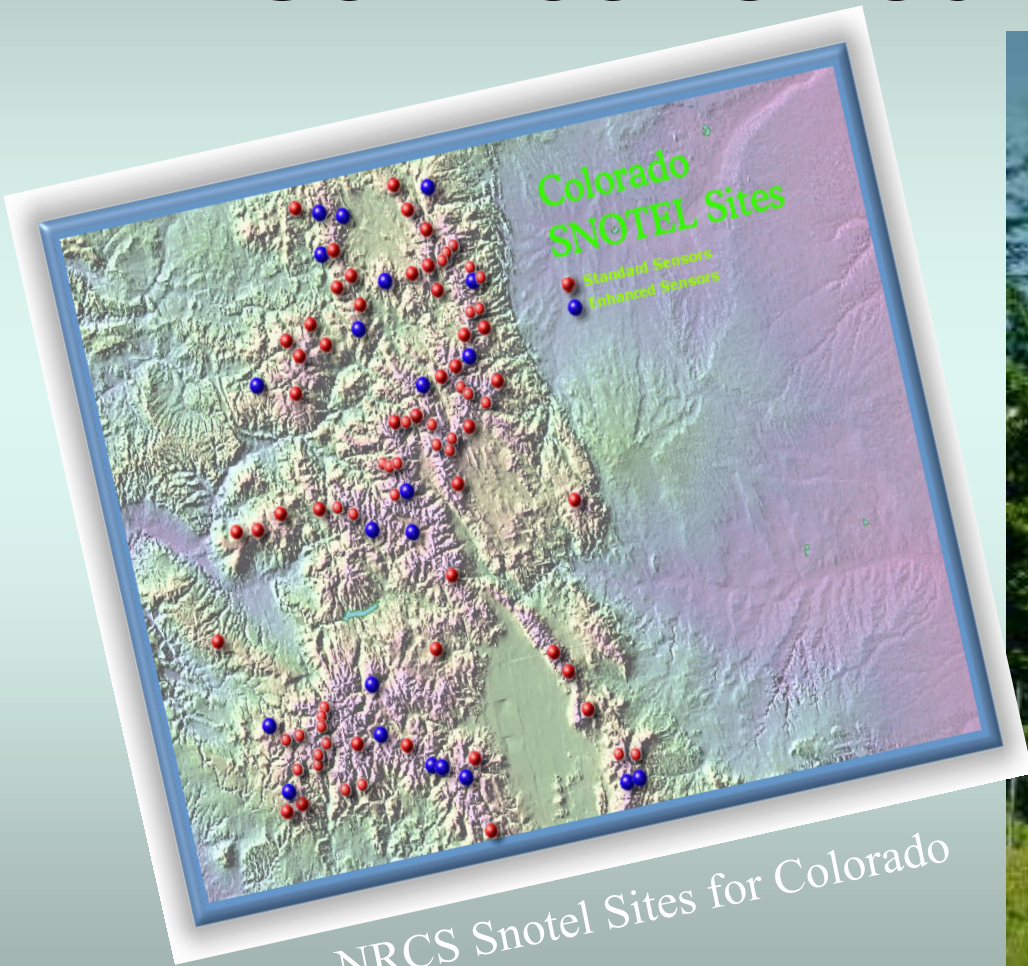 Colorado
SNOTEL Sites
Standard Sensors
Enhanced Sensors
NRCS Snotel Sites for Colorado